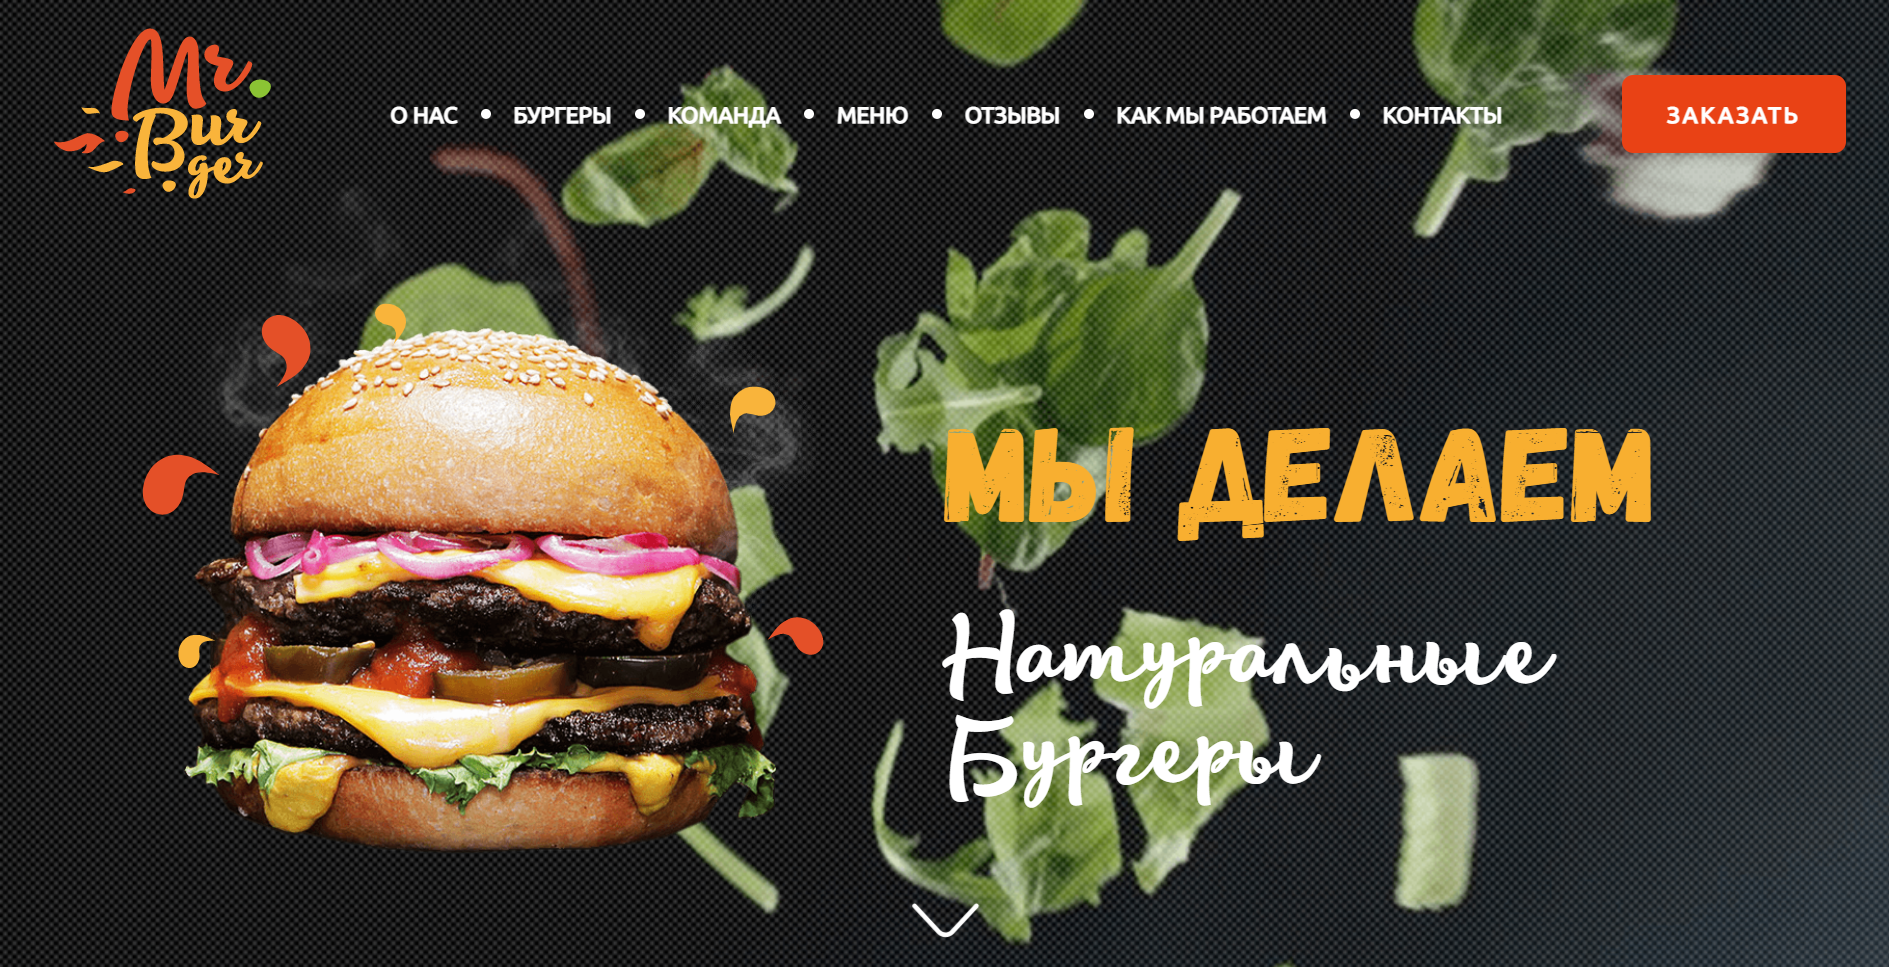 Mr.
Bur
ger
О НАС • БУРГЕРЫ • КОМАНДА • МЕНЮ • ОТЗЫВЫ • КАК МЫ РАБОТАЕМ • КОНТАКТЫ
ЗАКАЗАТЬ
МЫ ДЕЛАЕМ
Натуральные
Бургеры